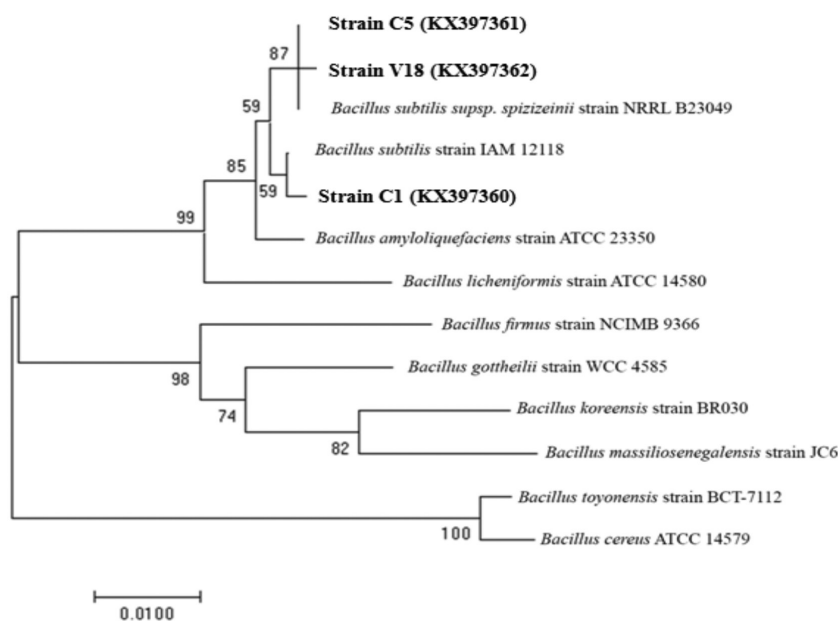 Strain C5 (KX397361)
87
Strain V18 (KX397362)
59
Bacillus subtilis supsp. spizizeinii strain NRRL B23049
Bacillus subtilis strain IAM 12118
85
59
Strain C1 (KX397360)
99
Bacillus amyloliquefaciens strain ATCC 23350
Bacillus licheniformis strain ATCC 14580
Bacillus firmus strain NCIMB 9366
Bacillus gottheilii strain WCC 4585
98
Bacillus koreensis strain BR030
74
82
Bacillus massiliosenegalensis strain JC6
Bacillus toyonensis strain BCT-7112
100
Bacillus cereus ATCC 14579
0.0100